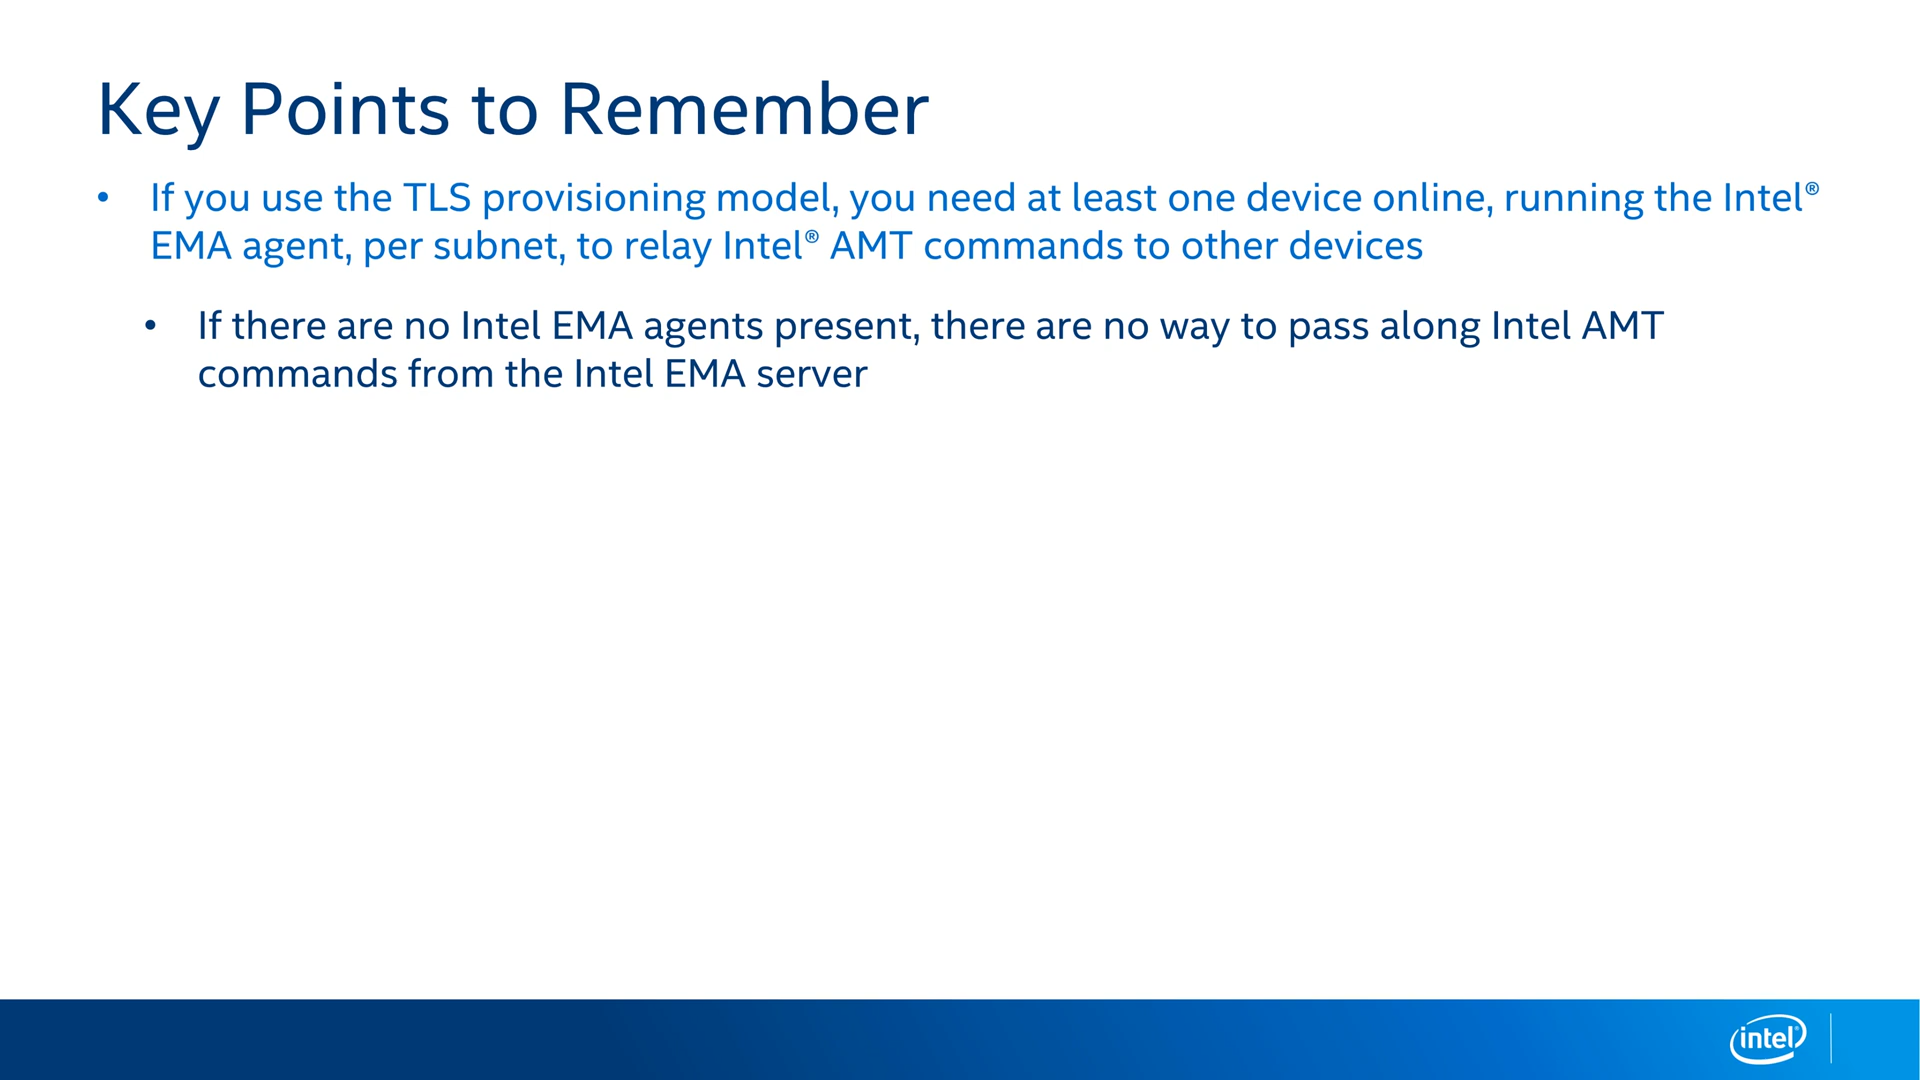 Key Points to Remember
• If you use the TLS provisioning model, you need at least one device online, running the Intel®
EMA agent, per subnet, to relay Intel® AMT commands to other devices
• If there are no Intel EMA agents present, there are no way to pass along Intel AMT
commands from the Intel EMA server
intel®